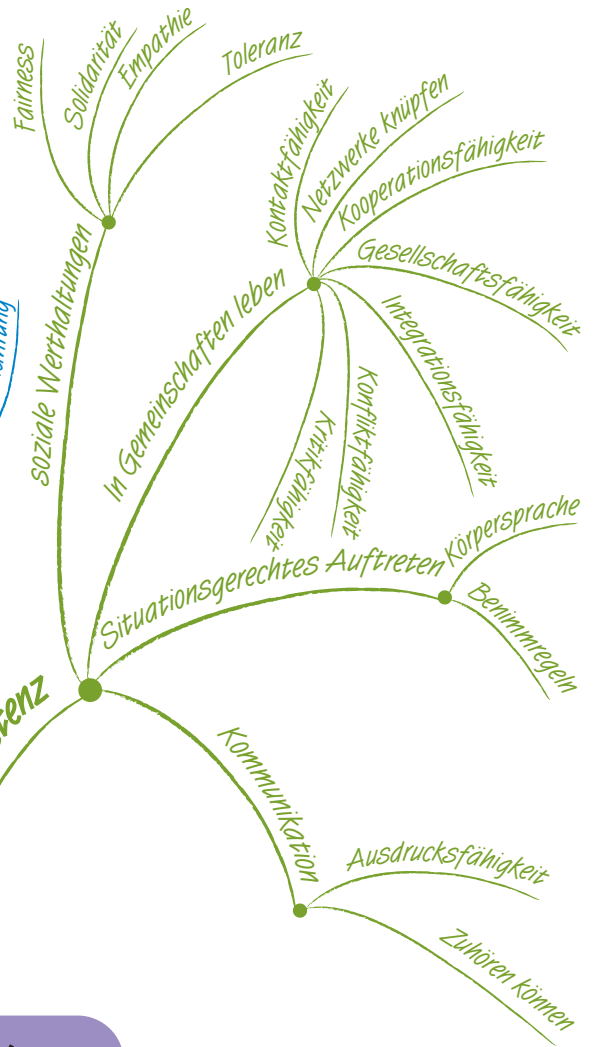 Fairness
Solidarität
Empathie
Toleranz
soziale Werthaltungen
Kontaktfähigkeit
Netzwerke knüpfen
Kooperationsfähigkeit
Gesellschaftsfähigkeit
Integrationsfähigkeit
Konfliktfähigkeit
Kritikfähigkeit
In Gemeinschaften leben
Situationsgerechtes Auftreten
Körpersprache
Benimmregeln
tenz
Kommunikation
Ausdrucksfähigkeit
Zuhören können